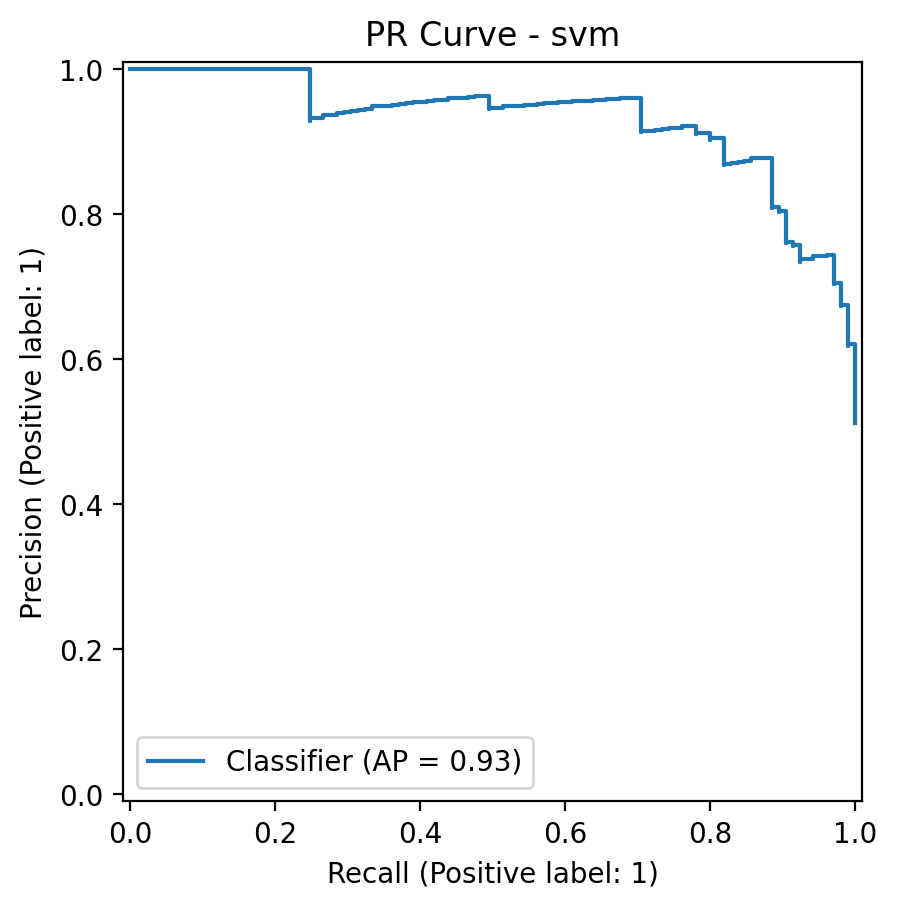 PR Curve - svm
1.0
0.8
0.6
0.4
0.2
0.0
Precision (Positive label: 1)
Classifier (AP = 0.93)
0.0 0.2 0.4 0.6 0.8 1.0
Recall (Positive label: 1)